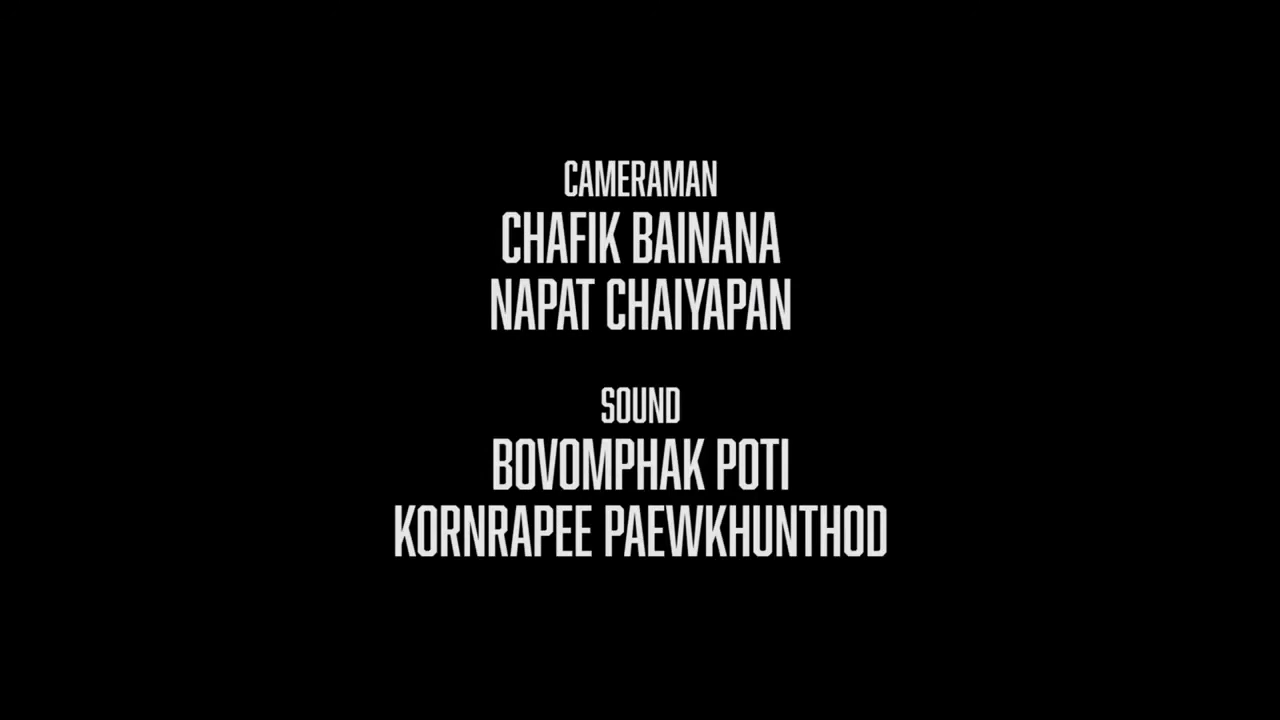 CAMERAMAN
CHAFIK BAINANA
NAPAT CHAIYAPAN
SOUND
BOVOMPHAK POTI
KORNRAPEE PAEWKHUNTHOD